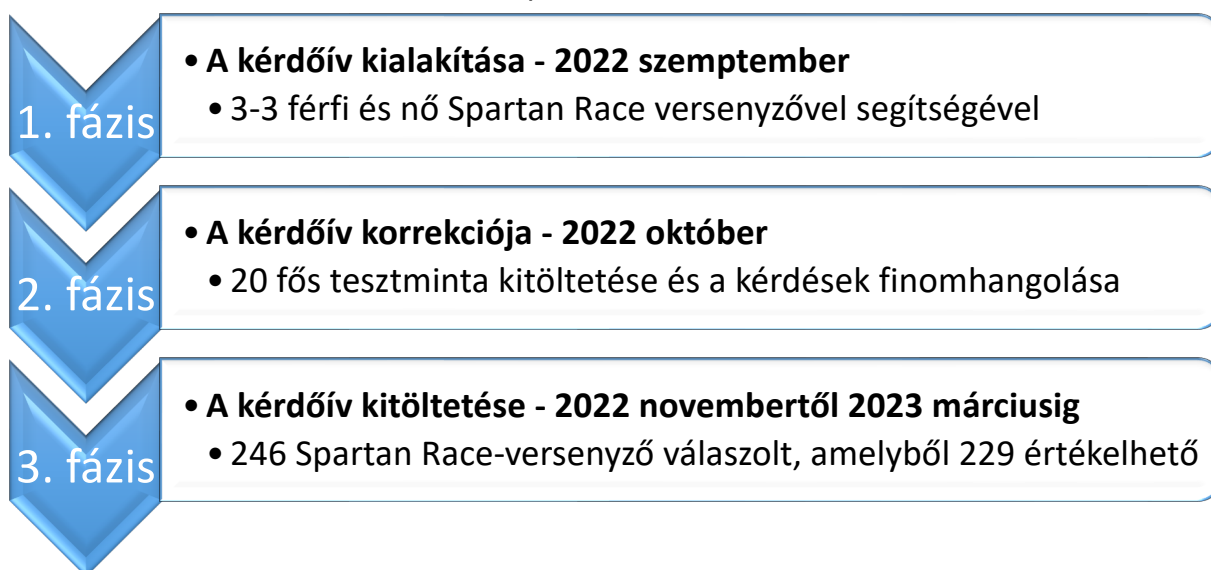 1. fázis
• A kérdőív kialakítása - 2022 szemptember
• 3-3 férfi és nő Spartan Race versenyzővel segítségével
2. fázis
• A kérdőív korrekciója - 2022 október
• 20 fős tesztminta kitöltetése és a kérdések finomhangolása
3. fázis
• A kérdőív kitöltetése - 2022 novembertől 2023 márciusig
• 246 Spartan Race-versenyző válaszolt, amelyből 229 értékelhető